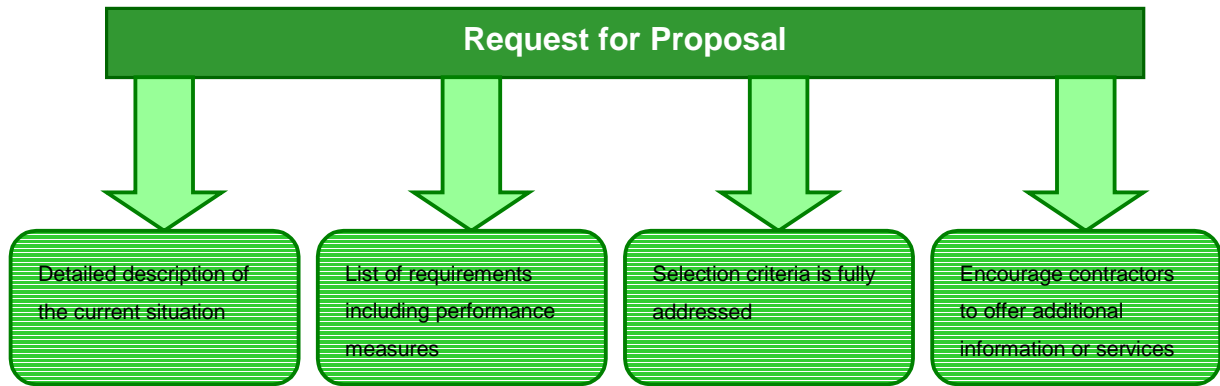 Request for Proposal
Detailed description of
the current situation
List of requirements
including performance
measures
Selection criteria is fully
addressed
Encourage contractors
to offer additional
information or services